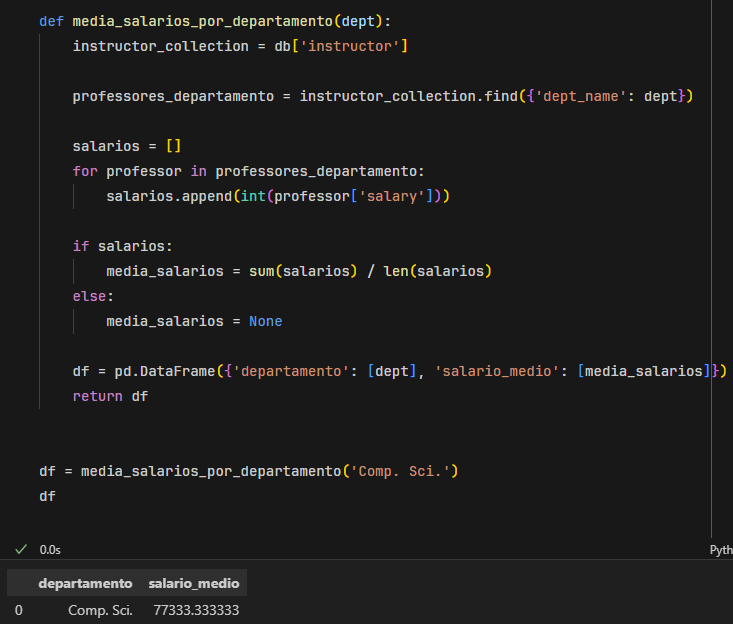 def media_salarios_por_departamento(dept):
    instructor_collection = db['instructor']
    professores_departamento = instructor_collection.find({'dept_name': dept})
    salarios = []
    for professor in professores_departamento:
        salarios.append(int(professor['salary']))
    if salarios:
        media_salarios = sum(salarios) / len(salarios)
    else:
        media_salarios = None
    df = pd.DataFrame({'departamento': [dept], 'salario_medio': [media_salarios]})
    return df
df = media_salarios_por_departamento('Comp. Sci.')
df
✓ 0.0s Pyth
departamento salario_medio
0 Comp. Sci. 77333.333333